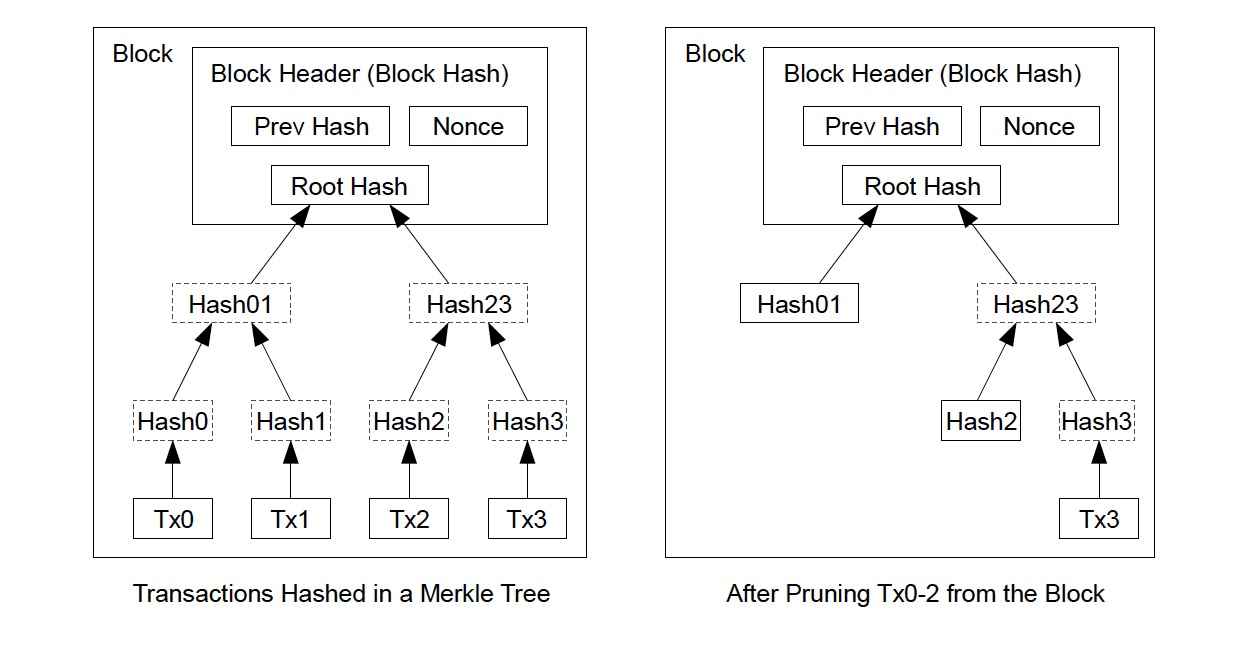 Block
Block Header (Block Hash)
Prev Hash
Nonce
Root Hash
Hash01
Hash23
Hash0
Hash1
Hash2
Hash3
Tx0
Tx1
Tx2
Tx3
Transactions Hashed in a Merkle Tree
Block
Block Header (Block Hash)
Prev Hash
Nonce
Root Hash
Hash01
Hash23
Hash2
Hash3
Tx3
After Pruning Tx0-2 from the Block